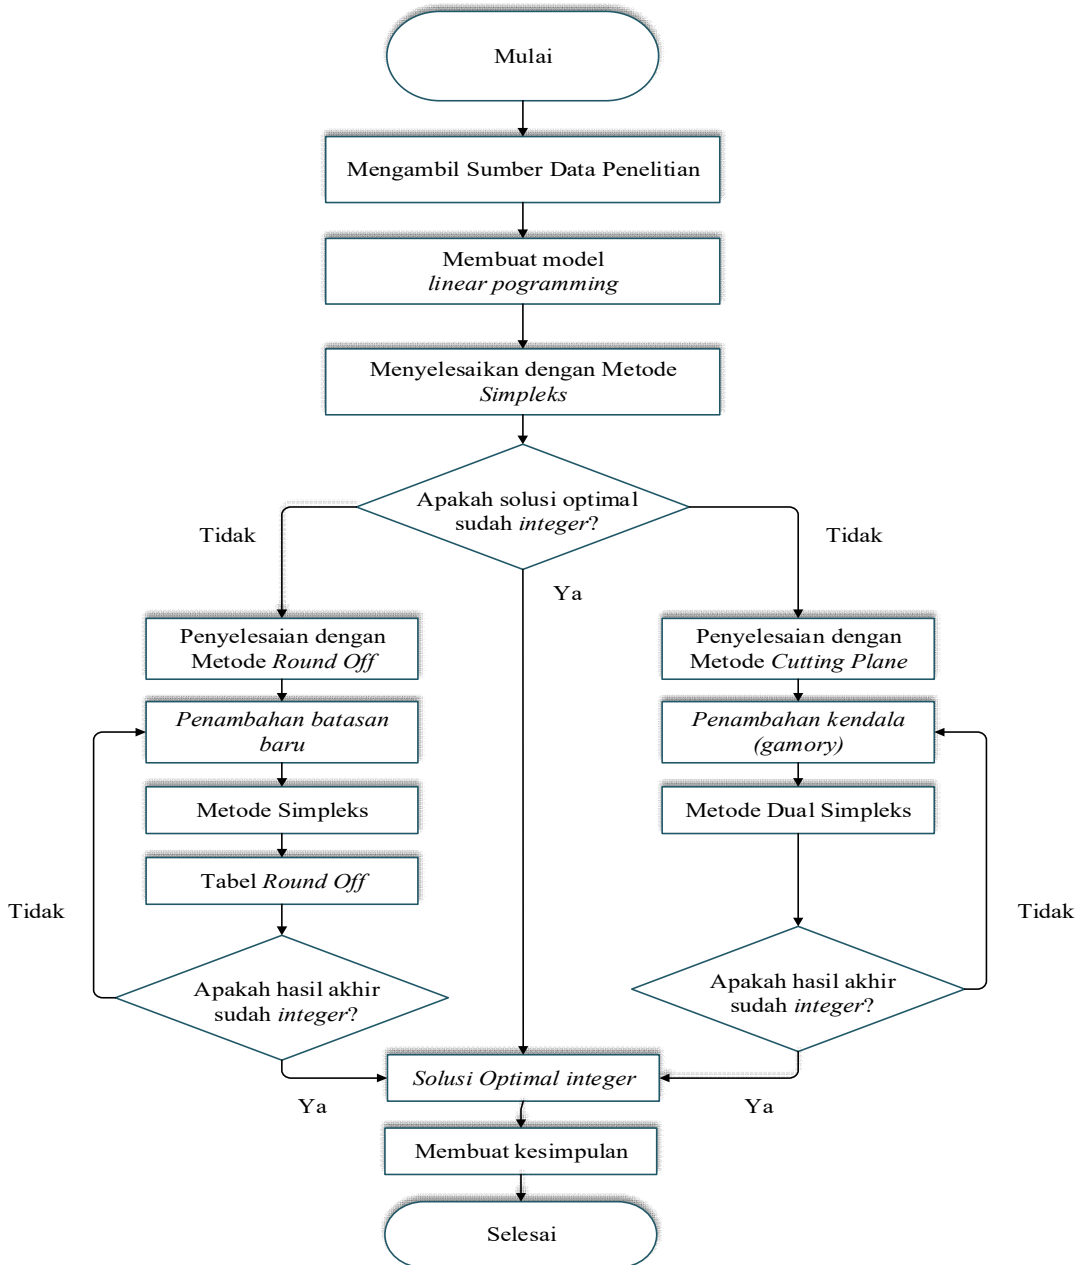 Mulai
Mengambil Sumber Data Penelitian
Membuat model
linear pogramming
Menyelesaikan dengan Metode
Simpleks
Apakah solusi optimal
sudah integer?
Tidak
Tidak
Ya
Penyelesaian dengan
Metode Round Off
Penambahan batasan
baru
Metode Simpleks
Tabel Round Off
Tidak
Apakah hasil akhir
sudah integer?
Ya
Penyelesaian dengan
Metode Cutting Plane
Penambahan kendala
(gamory)
Metode Dual Simpleks
Tidak
Apakah hasil akhir
sudah integer?
Ya
Solusi Optimal integer
Membuat kesimpulan
Selesai